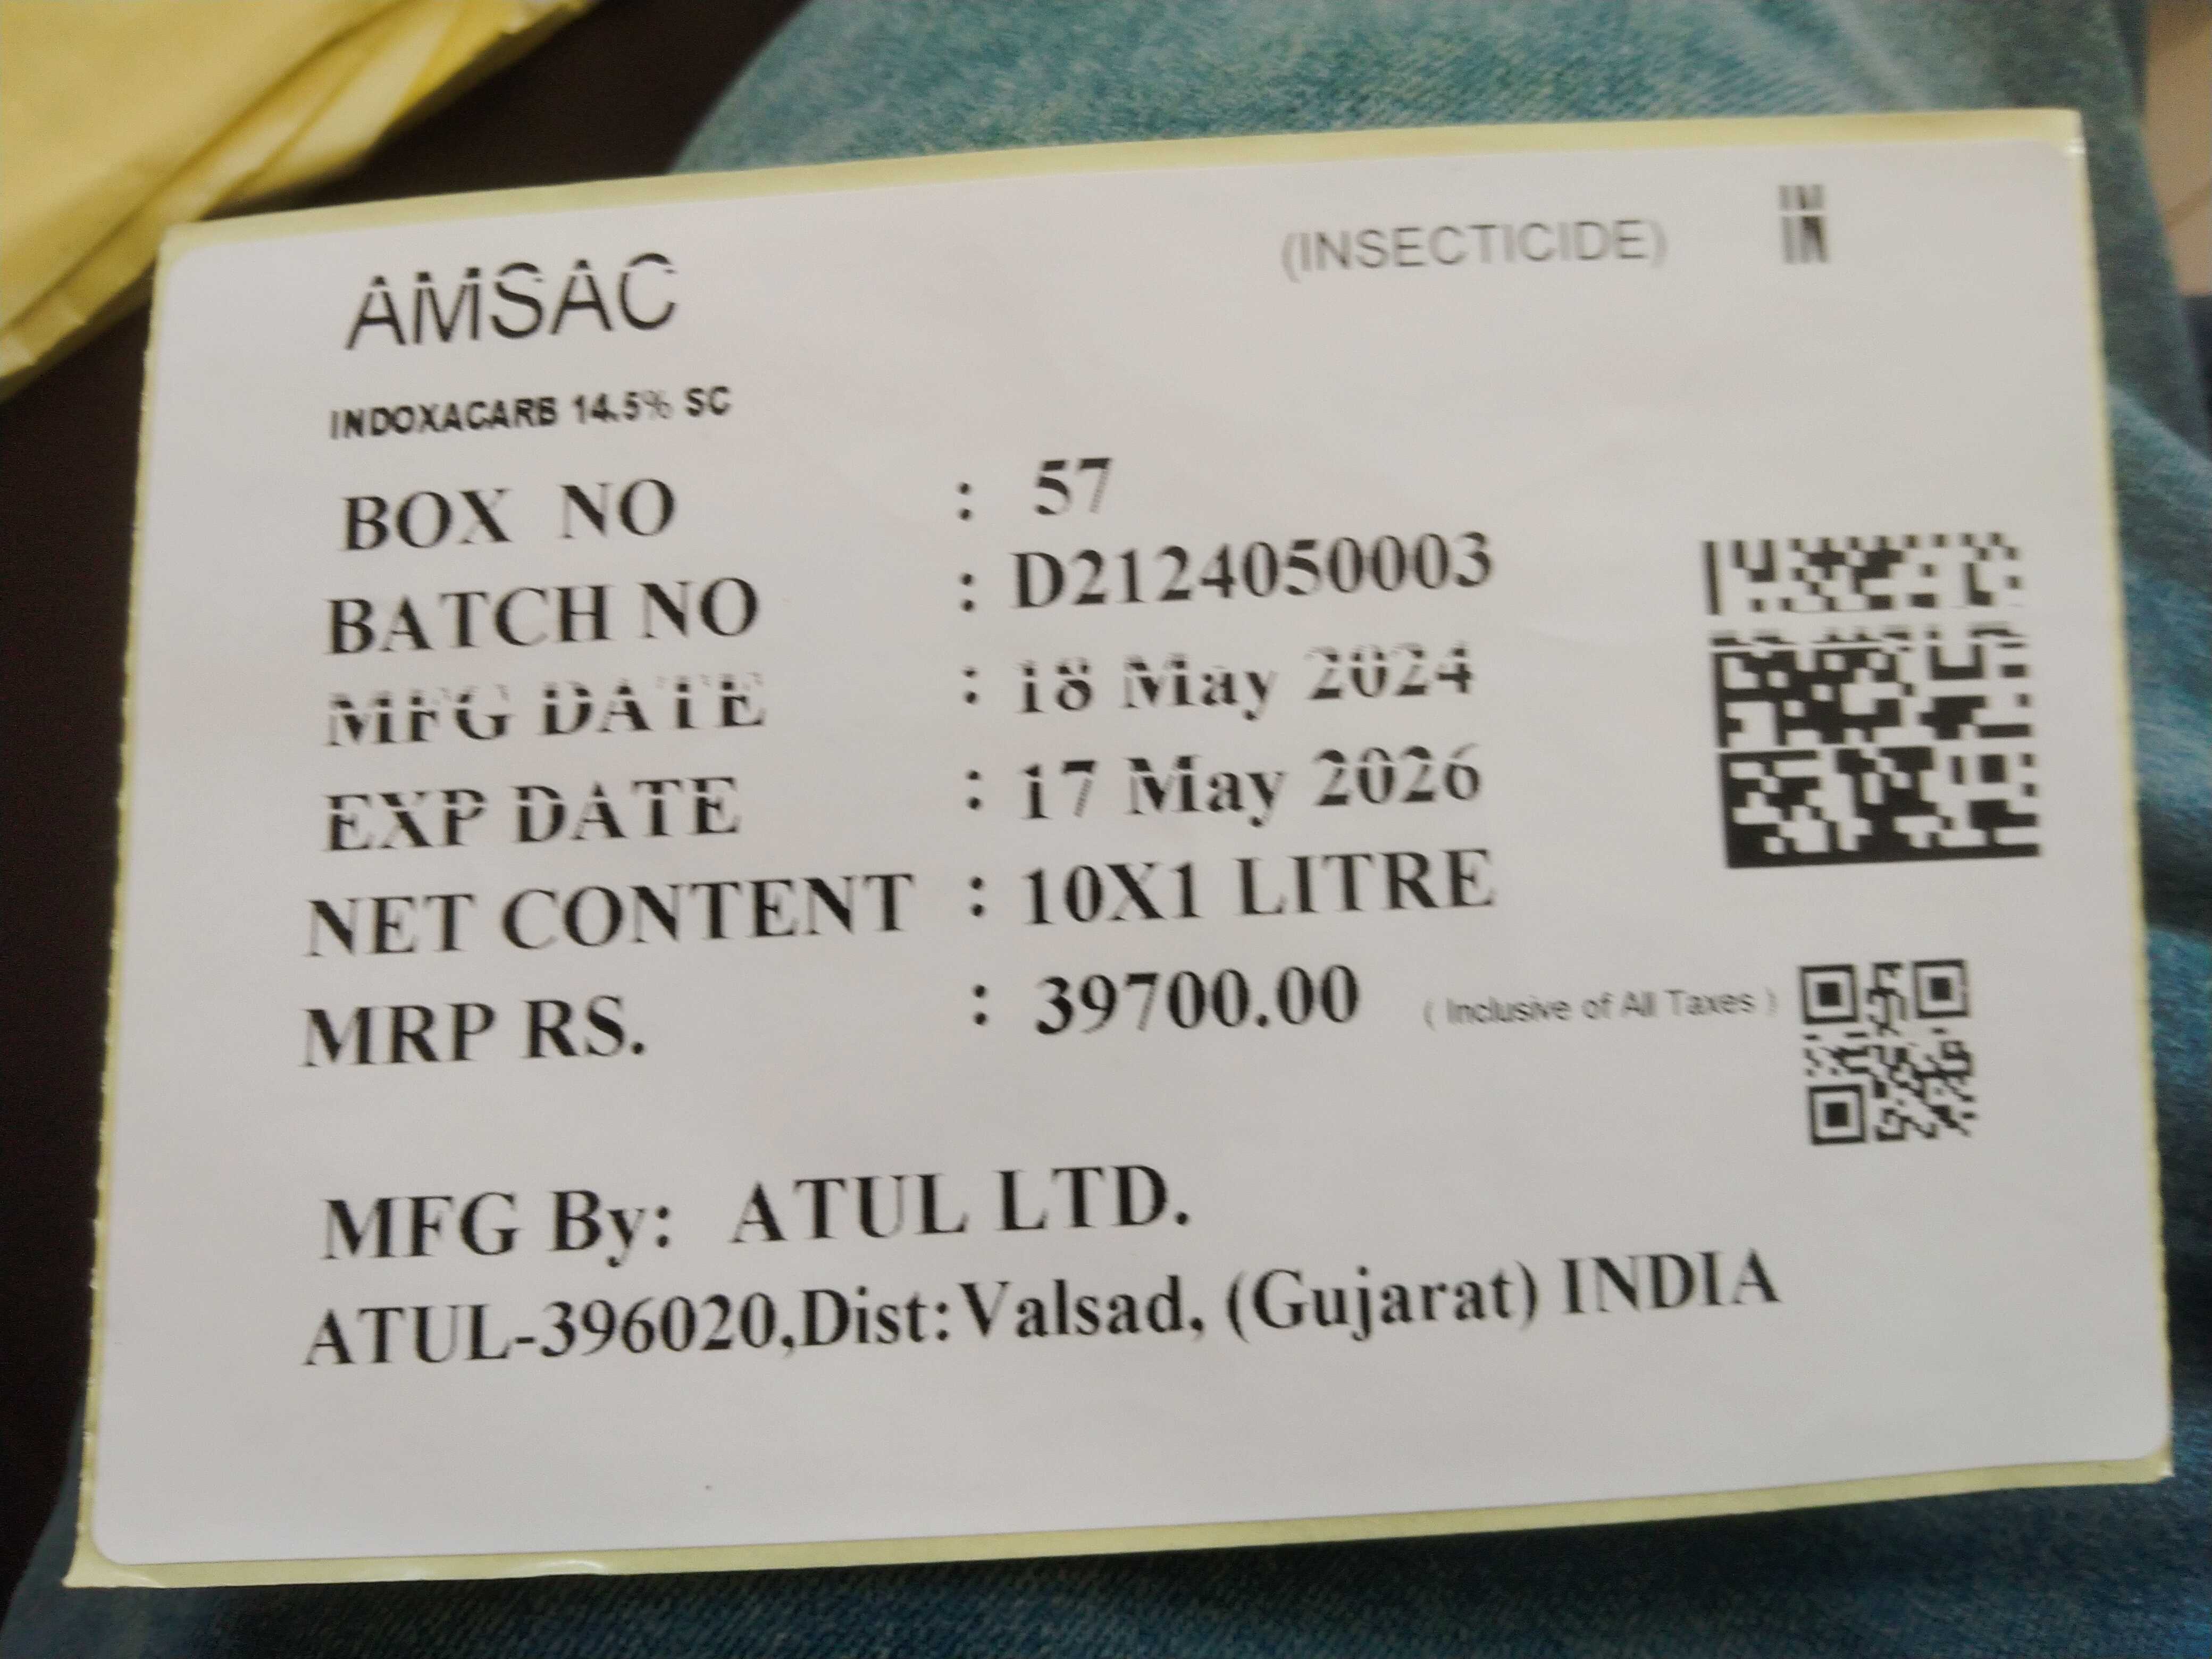 AMSAC (INSECTICIDE) IN
INDOXACARB 14.5% SC
BOX NO : 57
BATCH NO : D2124050003
MFG DATE : 18 May 2024
EXP DATE : 17 May 2026
NET CONTENT : 10X1 LITRE
MRP RS. : 39700.00 ( Inclusive of All Taxes )
MFG By: ATUL LTD.
ATUL-396020,Dist:Valsad, (Gujarat) INDIA